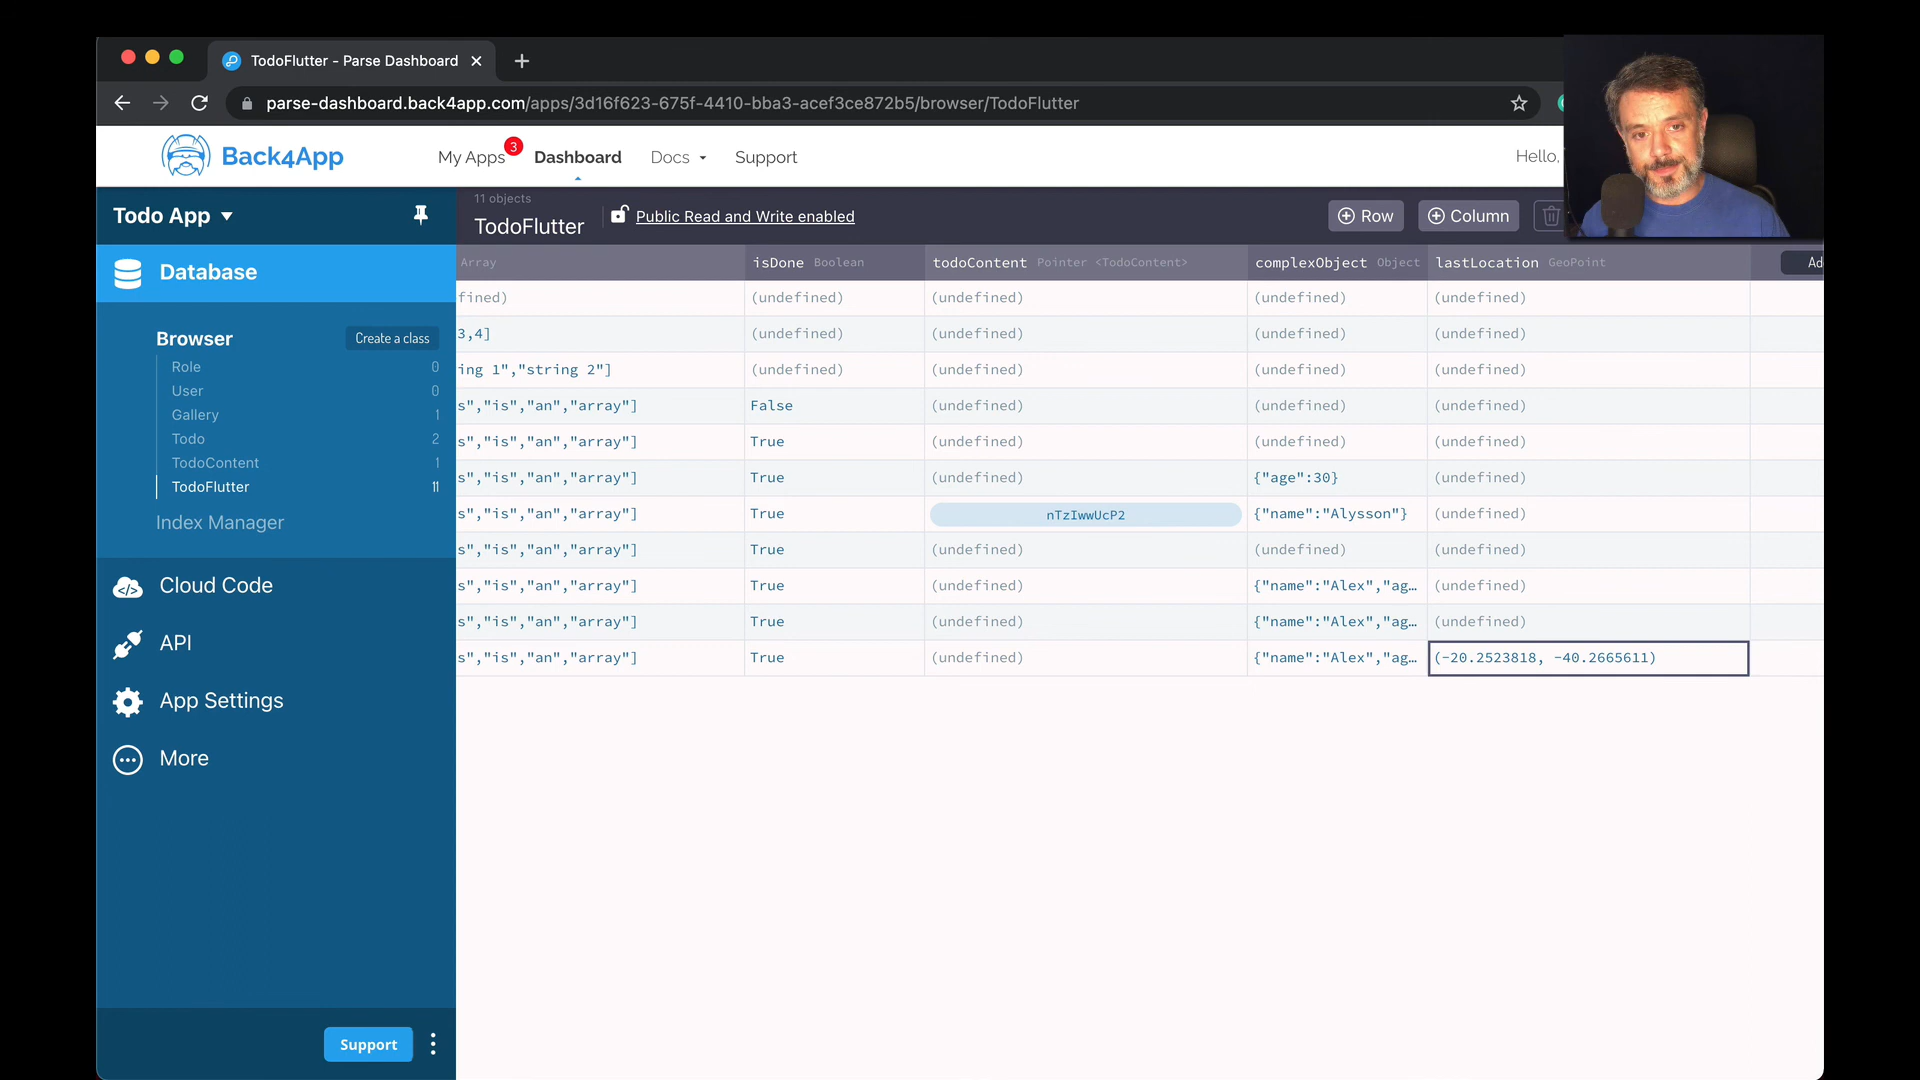 TodoFlutter - Parse Dashboard
parse-dashboard.back4app.com/apps/3d16f623-675f-4410-bba3-acef3ce872b5/browser/TodoFlutter
Back4App
My Apps 3 Dashboard Docs Support
Hello,
Todo App
Database
Browser Create a class
Role 0
User 0
Gallery 1
Todo 2
TodoContent 1
TodoFlutter 11
Index Manager
Cloud Code
API
App Settings
More
Support
11 objects
TodoFlutter
Public Read and Write enabled
Row Column
Array isDone Boolean todoContent Pointer <TodoContent> complexObject Object lastLocation GeoPoint Ad
fined) (undefined) (undefined) (undefined) (undefined)
3,4] (undefined) (undefined) (undefined) (undefined)
ing 1","string 2"] (undefined) (undefined) (undefined) (undefined)
s","is","an","array"] False (undefined) (undefined) (undefined)
s","is","an","array"] True (undefined) (undefined) (undefined)
s","is","an","array"] True (undefined) {"age":30} (undefined)
s","is","an","array"] True nTzIwwUcP2 {"name":"Alysson"} (undefined)
s","is","an","array"] True (undefined) (undefined) (undefined)
s","is","an","array"] True (undefined) {"name":"Alex","ag… (undefined)
s","is","an","array"] True (undefined) {"name":"Alex","ag… (undefined)
s","is","an","array"] True (undefined) {"name":"Alex","ag… (-20.2523818, -40.2665611)